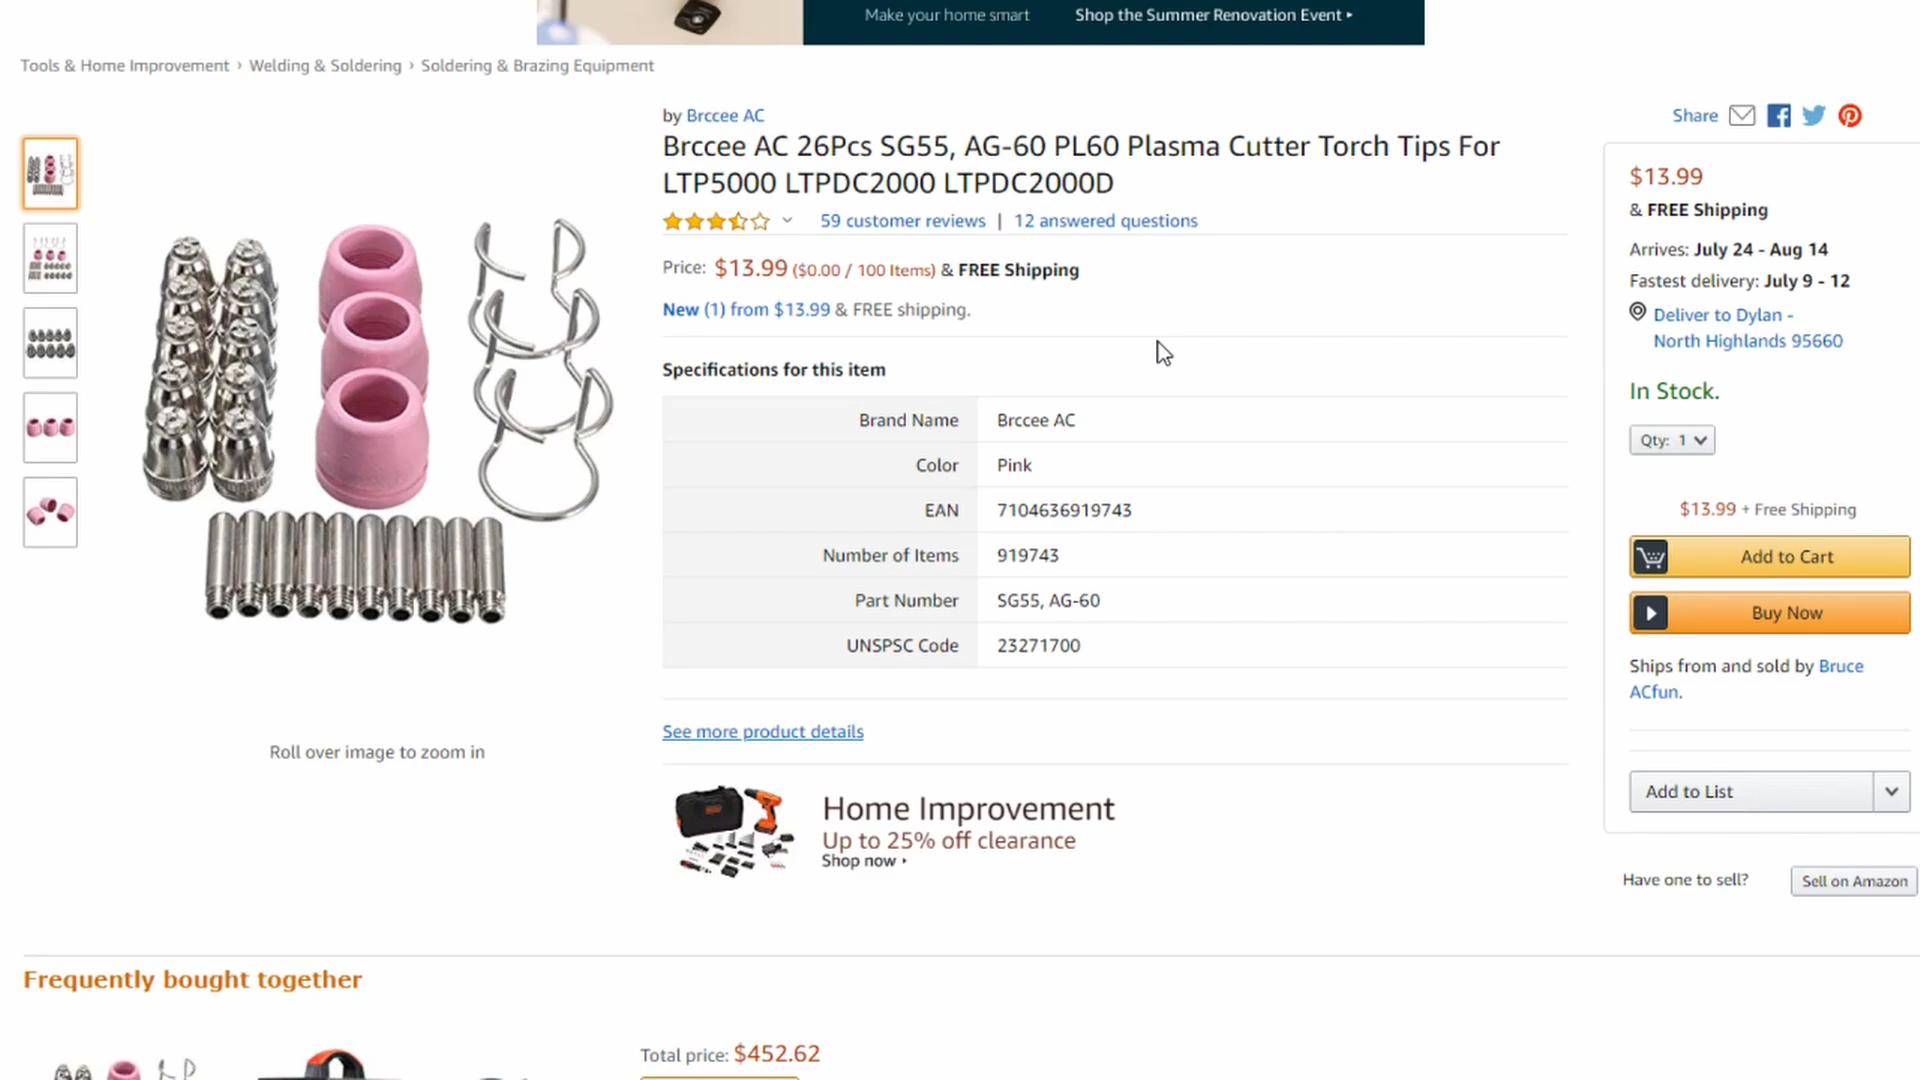 Make your home smart Shop the Summer Renovation Event ▸
Tools & Home Improvement › Welding & Soldering › Soldering & Brazing Equipment
by Brccee AC
Brccee AC 26Pcs SG55, AG-60 PL60 Plasma Cutter Torch Tips For
LTP5000 LTPDC2000 LTPDC2000D
59 customer reviews | 12 answered questions
Price: $13.99 ($0.00 / 100 Items) & FREE Shipping
New (1) from $13.99 & FREE shipping.
Specifications for this item
Brand Name Brccee AC
Color Pink
EAN 7104636919743
Number of Items 919743
Part Number SG55, AG-60
UNSPSC Code 23271700
See more product details
Roll over image to zoom in
Home Improvement
Up to 25% off clearance
Shop now ▸
Share
$13.99
& FREE Shipping
Arrives: July 24 - Aug 14
Fastest delivery: July 9 - 12
Deliver to Dylan -
North Highlands 95660
In Stock.
Qty: 1
$13.99 + Free Shipping
Add to Cart
Buy Now
Ships from and sold by Bruce
ACfun.
Add to List
Have one to sell? Sell on Amazon
Frequently bought together
Total price: $452.62